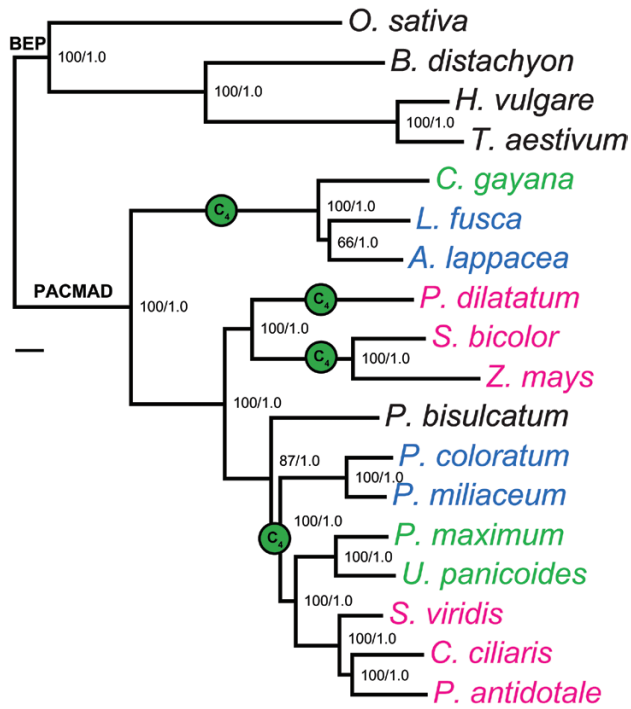 O. sativa
BEP
100/1.0
B. distachyon
H. vulgare
100/1.0
100/1.0
T. aestivum
C. gayana
C₄
100/1.0
L. fusca
66/1.0
A. lappacea
PACMAD
100/1.0
C₄
P. dilatatum
100/1.0
S. bicolor
C₄
100/1.0
Z. mays
100/1.0
P. bisulcatum
87/1.0
P. coloratum
100/1.0
P. miliaceum
100/1.0
C₄
P. maximum
100/1.0
U. panicoides
100/1.0
S. viridis
100/1.0
C. ciliaris
100/1.0
P. antidotale